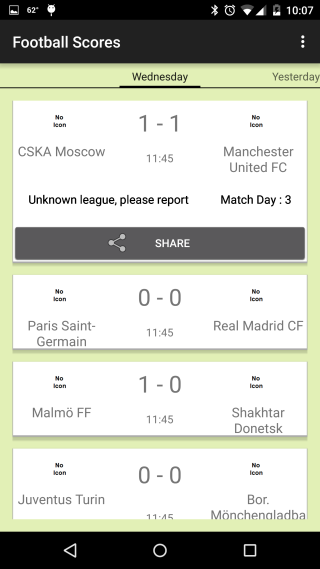 62° 10:07
Football Scores
Wednesday Yesterday
No
Icon
1 - 1
No
Icon
CSKA Moscow
11:45
Manchester
United FC
Unknown league, please report Match Day : 3
SHARE
No
Icon
0 - 0
No
Icon
Paris Saint-
Germain
11:45
Real Madrid CF
No
Icon
1 - 0
No
Icon
Malmö FF
11:45
Shakhtar
Donetsk
No
Icon
0 - 0
No
Icon
Juventus Turin
11:45
Bor.
Mönchengladba